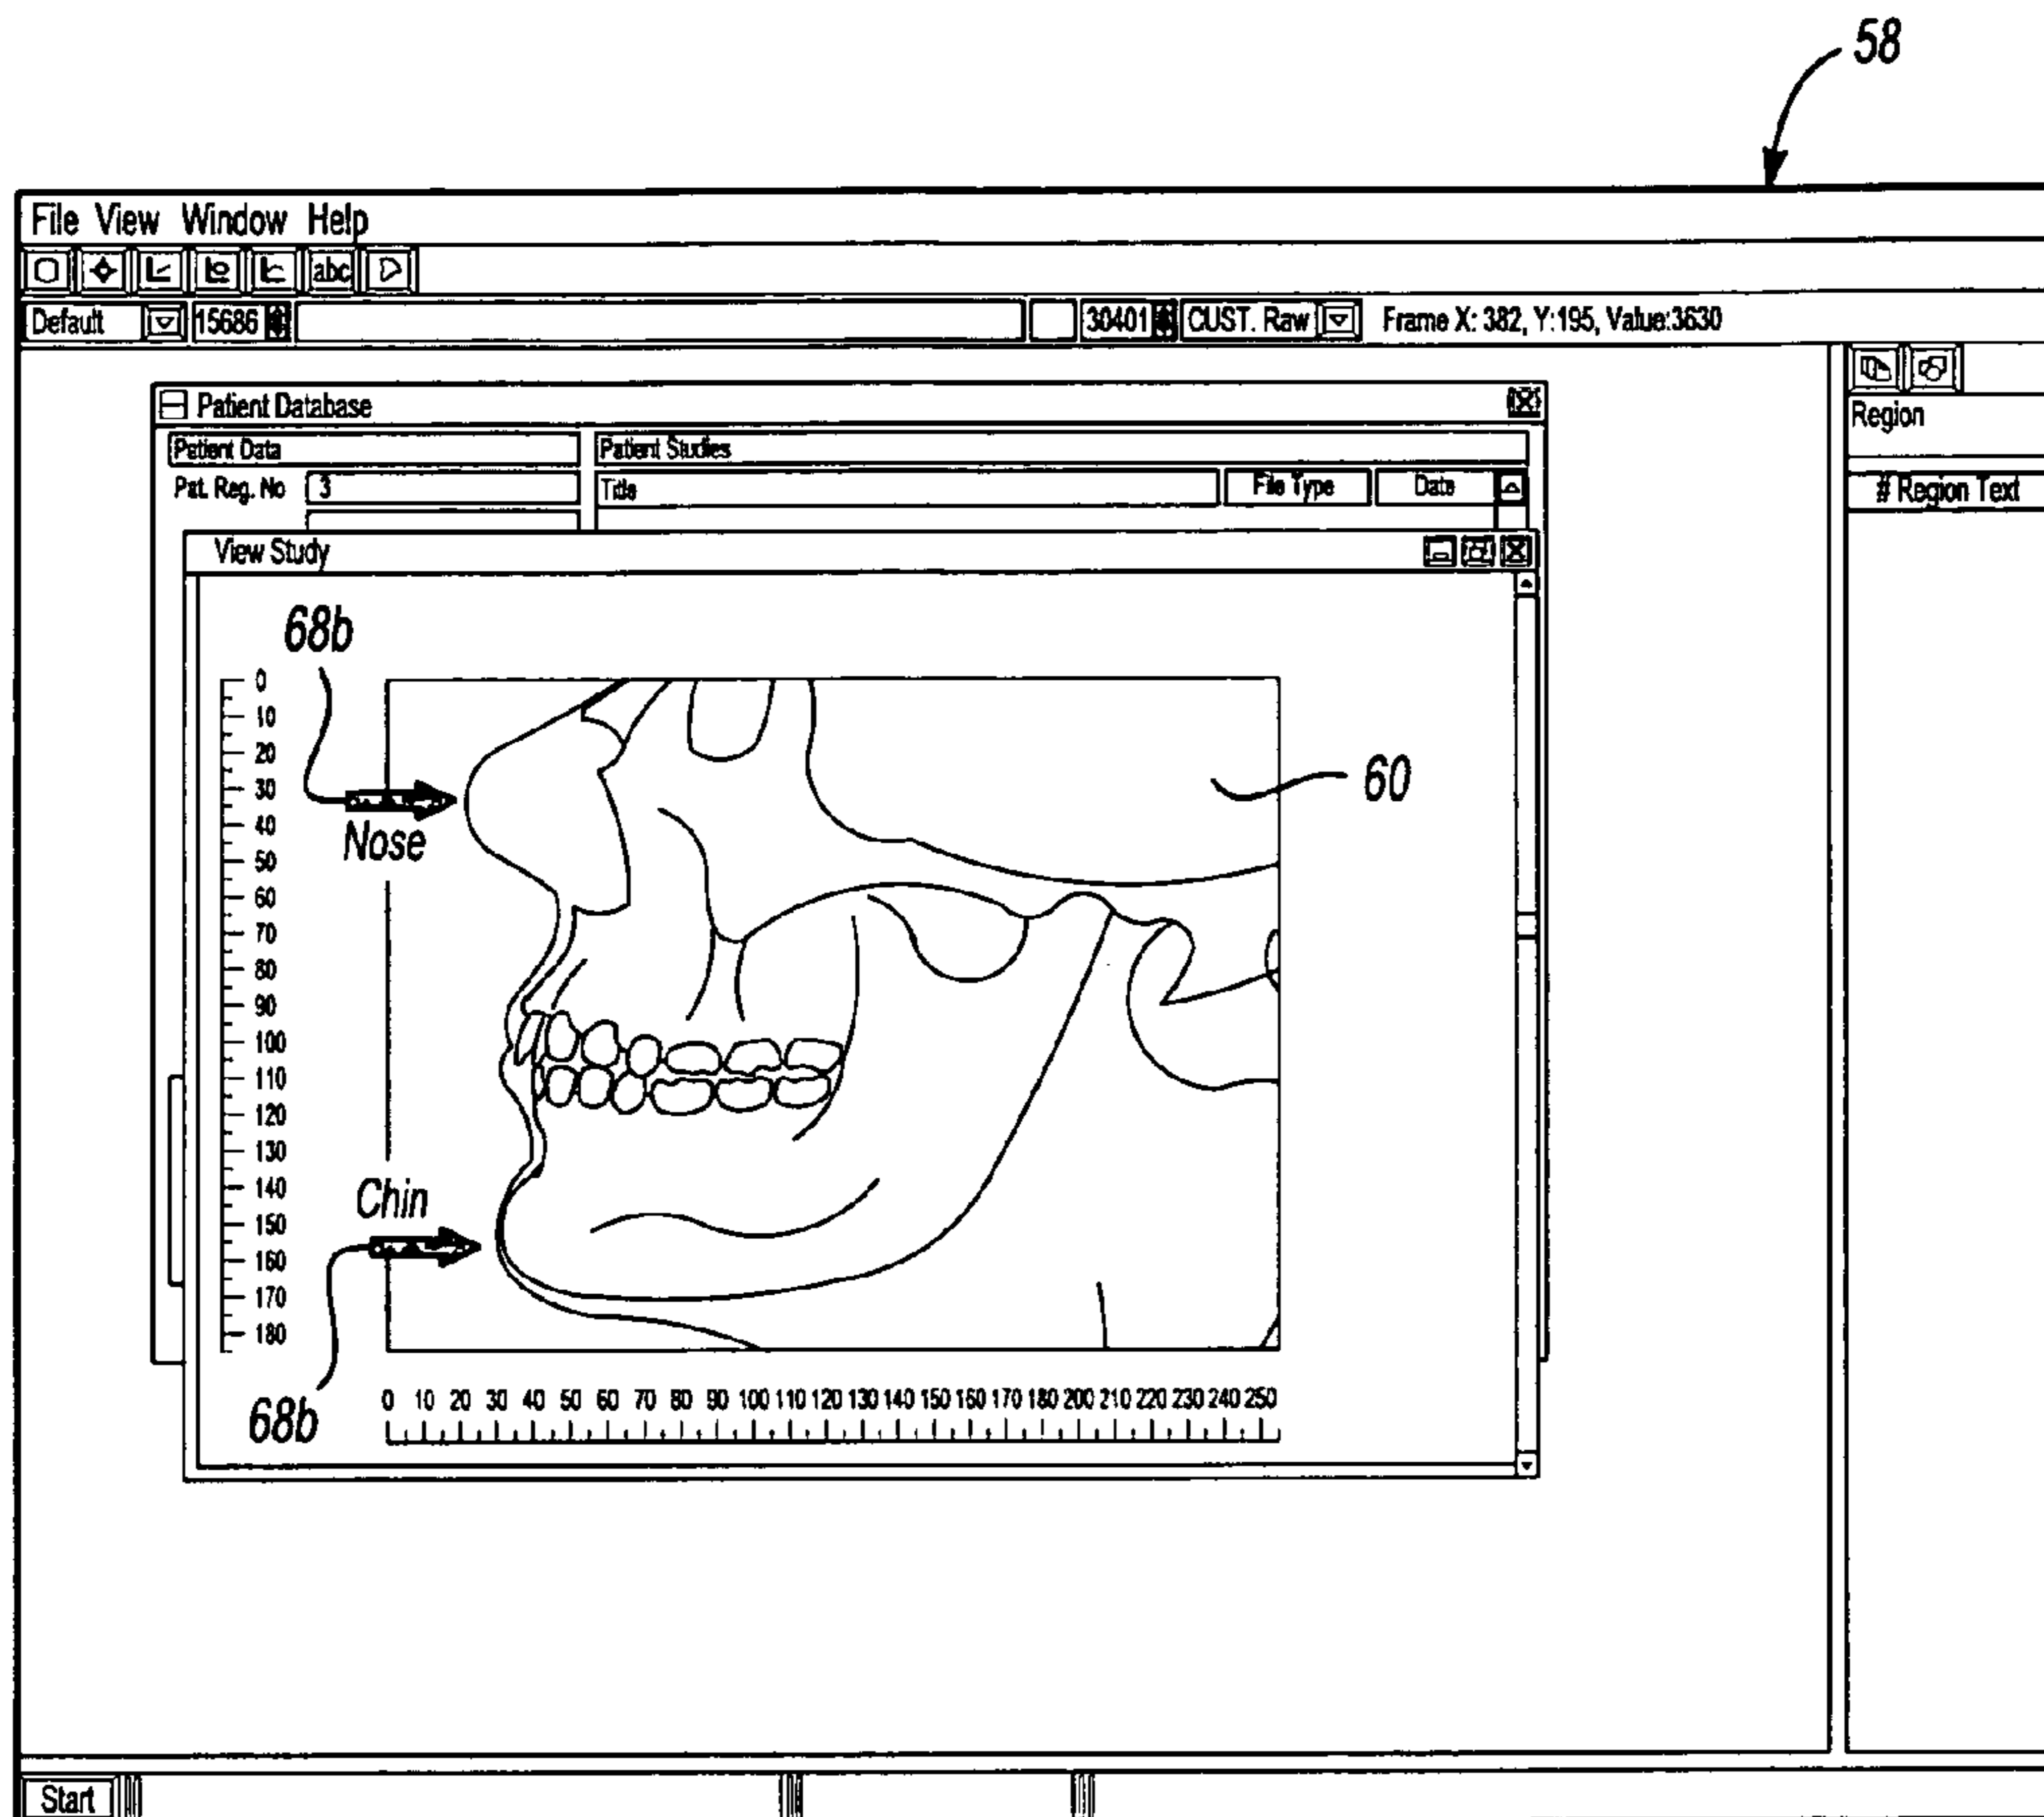 58
File View Window Help
abc
Default 15686 30401 CUST. Raw Frame X: 382, Y:195, Value:3630
Patient Database
Region
Patient Data Patient Studies
Pat. Reg. No 3 Title File Type Date # Region Text
View Study
68b
0
10
20
30
40
50
60
70
80
90
100
110
120
130
140
150
160
170
180
60
Nose
Chin
68b
0 10 20 30 40 50 60 70 80 90 100 110 120 130 140 150 160 170 180 200 210 220 230 240 250
Start